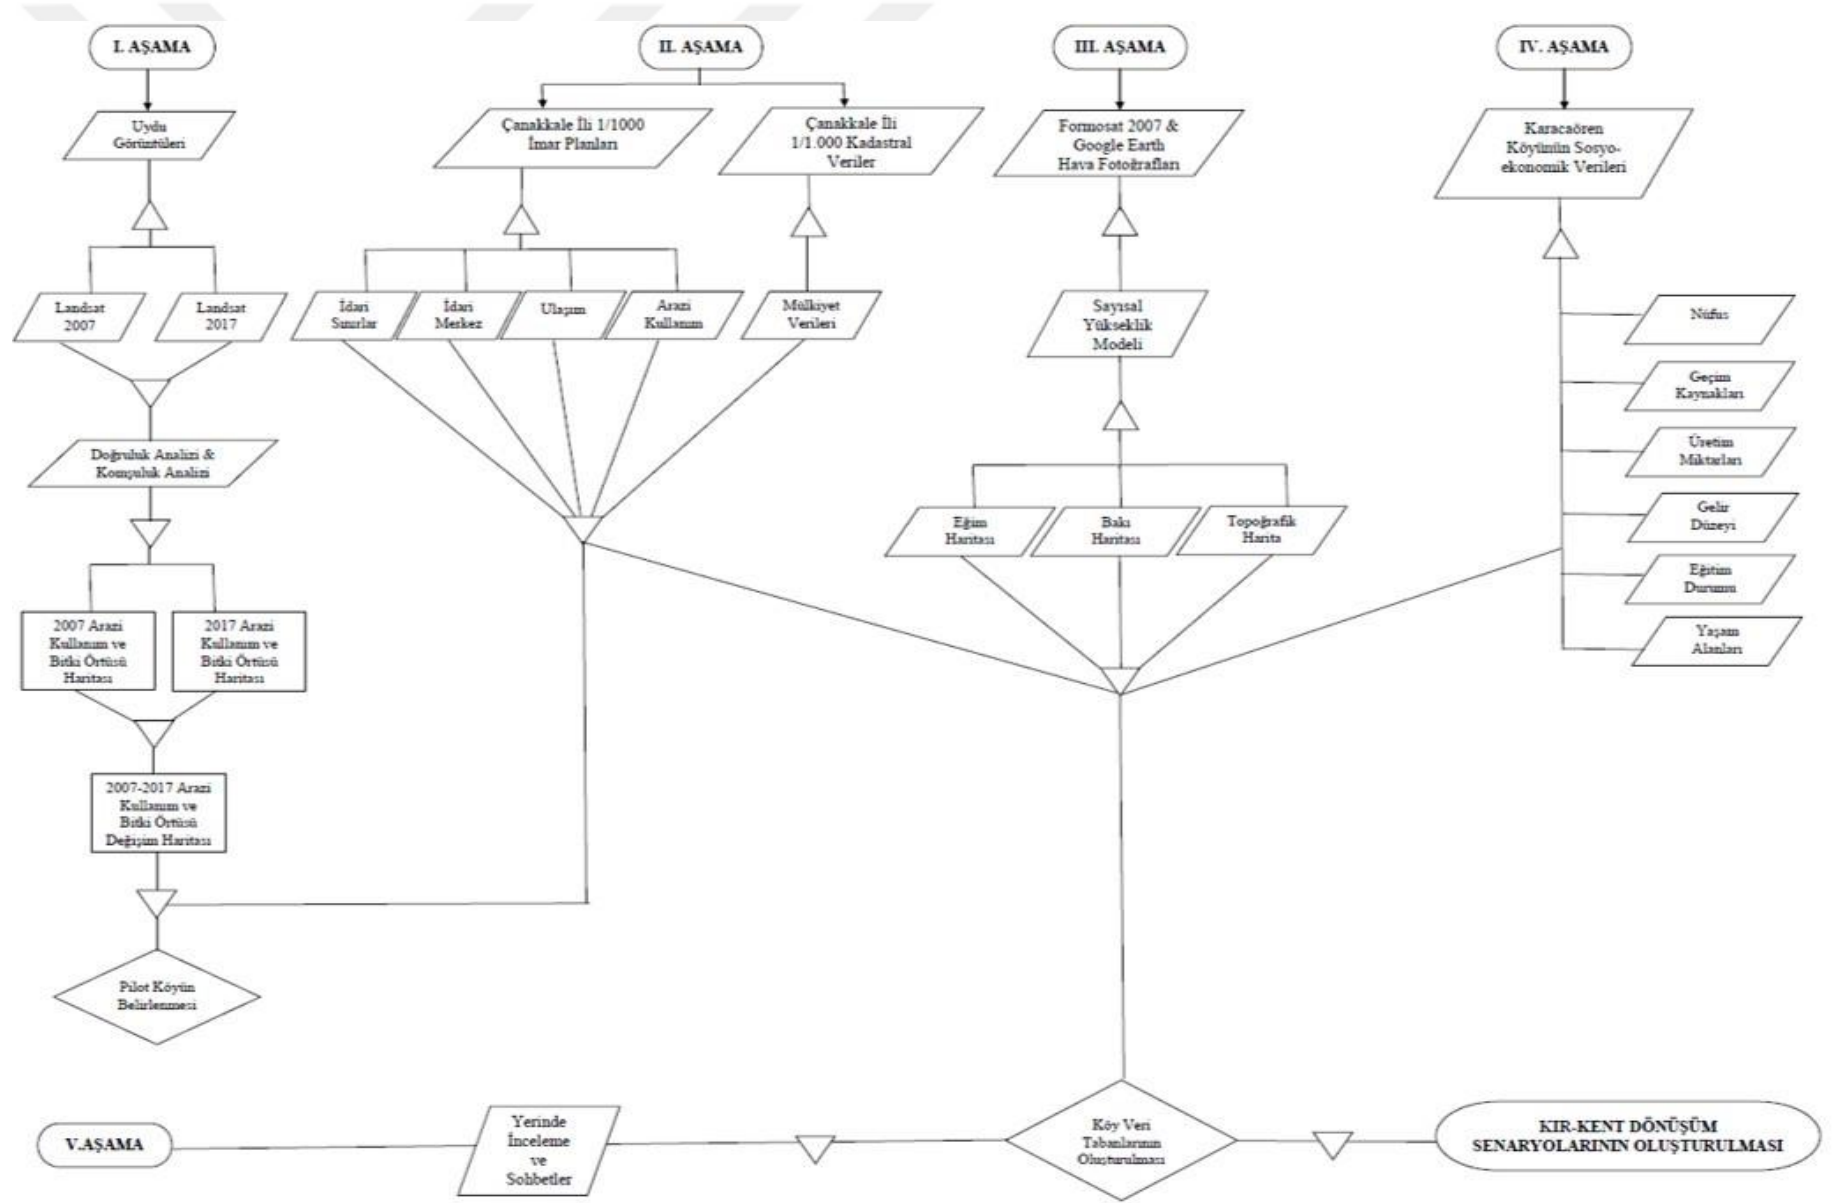 I. AŞAMA
II. AŞAMA
III. AŞAMA
IV. AŞAMA
Uydu
Görüntüleri
Çanakkale İli 1/1000
İmar Planları
Çanakkale İli
1/1.000 Kadastral
Veriler
Formosat 2007 &
Google Earth
Hava Fotoğrafları
Karacaören
Köyünün Sosyo-
ekonomik Verileri
Landsat
2007
Landsat
2017
İdari
Sınırlar
İdari
Merkez
Ulaşım
Arazi
Kullanım
Mülkiyet
Verileri
Sayısal
Yükseklik
Modeli
Nüfus
Geçim
Kaynakları
Üretim
Miktarları
Gelir
Düzeyi
Eğitim
Durumu
Yaşam
Alanları
Doğruluk Analizi &
Komşuluk Analizi
Eğim
Haritası
Bakı
Haritası
Topoğrafik
Harita
2007 Arazi
Kullanım ve
Bitki Örtüsü
Haritası
2017 Arazi
Kullanım ve
Bitki Örtüsü
Haritası
2007-2017 Arazi
Kullanım ve
Bitki Örtüsü
Değişim Haritası
Pilot Köyün
Belirlenmesi
V.AŞAMA
Yerinde
İnceleme
ve
Sohbetler
Köy Veri
Tabanlarının
Oluşturulması
KIR-KENT DÖNÜŞÜM
SENARYOLARININ OLUŞTURULMASI